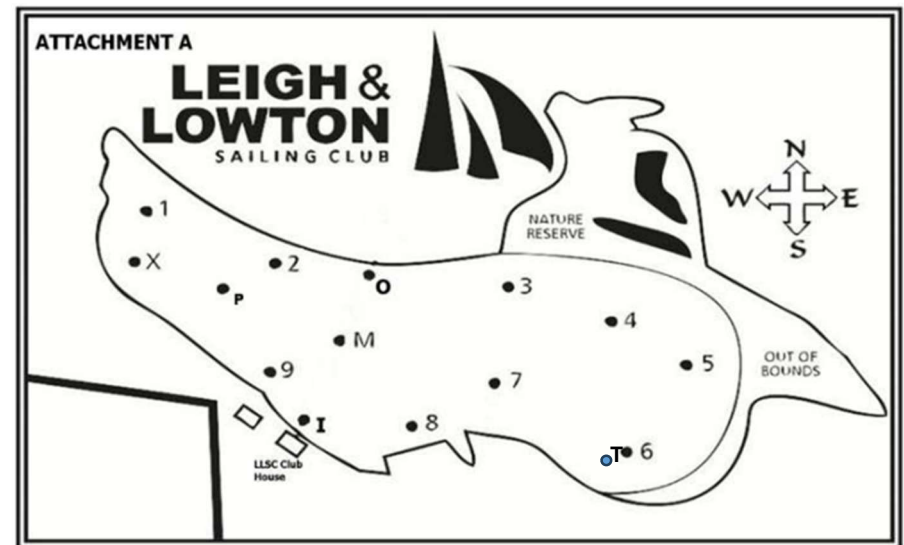 ATTACHMENT A
LEIGH &
LOWTON
SAILING CLUB
N
W E
S
NATURE
RESERVE
1
X
2
P
O
3
M
4
5
OUT OF
BOUNDS
9
7
I
8
T 6
LLSC Club
House